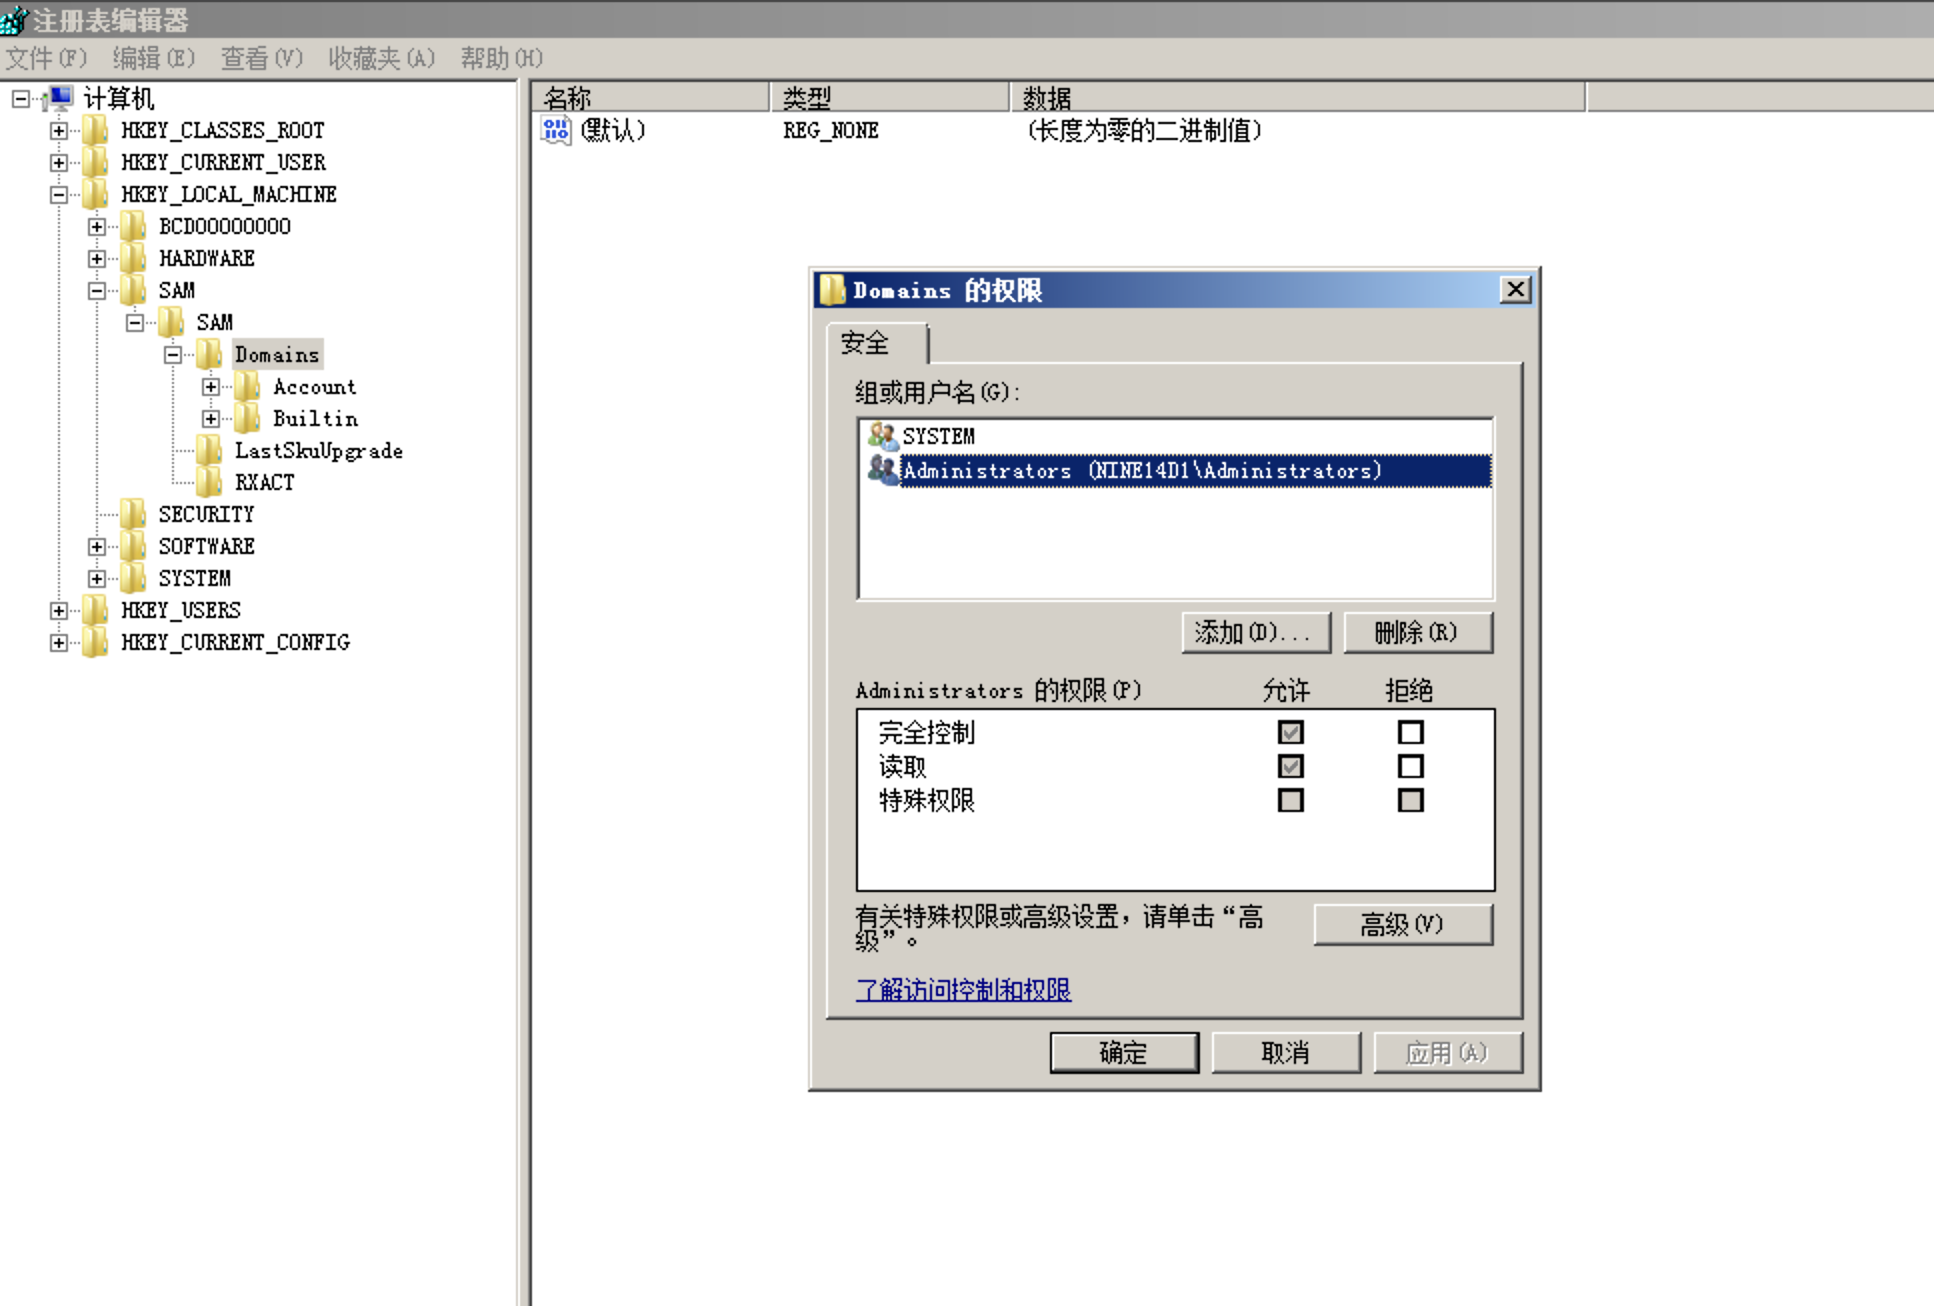 注册表编辑器
文件(F) 编辑(E) 查看(V) 收藏夹(A) 帮助(H)
计算机
HKEY_CLASSES_ROOT
HKEY_CURRENT_USER
HKEY_LOCAL_MACHINE
BCD00000000
HARDWARE
SAM
SAM
Domains
Account
Builtin
LastSkuUpgrade
RXACT
SECURITY
SOFTWARE
SYSTEM
HKEY_USERS
HKEY_CURRENT_CONFIG
名称 类型 数据
(默认) REG_NONE (长度为零的二进制值)
Domains 的权限
安全
组或用户名(G):
SYSTEM
Administrators (NINE14D1\Administrators)
添加(D)... 删除(R)
Administrators 的权限(P) 允许 拒绝
完全控制
读取
特殊权限
有关特殊权限或高级设置，请单击“高
级”。
高级(V)
了解访问控制和权限
确定 取消 应用(A)